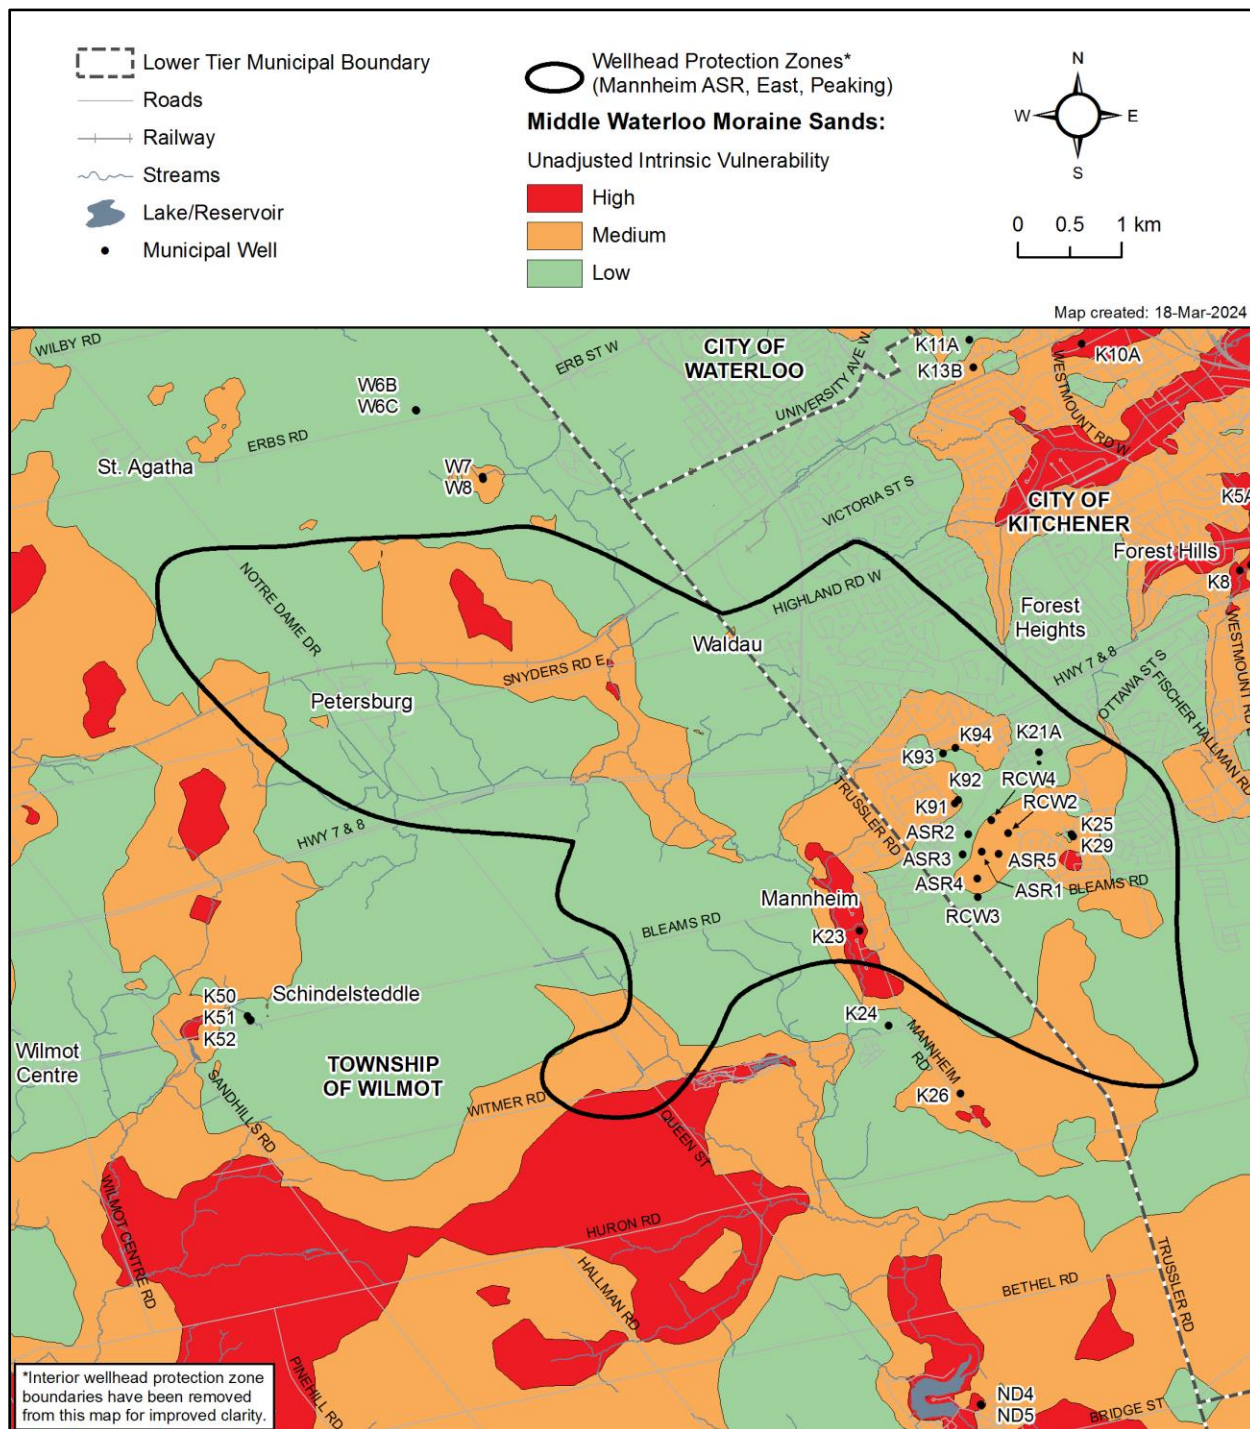 Lower Tier Municipal Boundary
Roads
Railway
Streams
Lake/Reservoir
Municipal Well
Wellhead Protection Zones*
(Mannheim ASR, East, Peaking)
Middle Waterloo Moraine Sands:
Unadjusted Intrinsic Vulnerability
High
Medium
Low
N
W
E
S
0 0.5 1 km
Map created: 18-Mar-2024
WILBY RD
ERB ST W
CITY OF
WATERLOO
UNIVERSITY AVE W
K11A
K13B
K10A
WESTMOUNT RD W
W6B
W6C
ERBS RD
St. Agatha
W7
W8
VICTORIA ST S
CITY OF
KITCHENER
K5A
Forest Hills
K8
NOTRE DAME DR
HIGHLAND RD W
Forest
Heights
WESTMOUNT RD E
Waldau
SNYDERS RD E
HWY 7 & 8
OTTAWA ST S
FISCHER HALLMAN RD
Petersburg
K94
K93
K21A
K92
K91
RCW4
RCW2
TRUSSLER RD
ASR2
K25
K29
HWY 7 & 8
ASR3
ASR5
ASR4
ASR1
BLEAMS RD
RCW3
Mannheim
BLEAMS RD
K23
K50
K51
K52
Schindelsteddle
K24
MANNHEIM
RD
Wilmot
Centre
TOWNSHIP
OF WILMOT
SANDHILLS RD
WITMER RD
K26
QUEEN ST
WILMOT CENTRE RD
HURON RD
HALLMAN RD
BETHEL RD
TRUSSLER RD
PINEHILL RD
ND4
ND5
BRIDGE ST
*Interior wellhead protection zone
boundaries have been removed
from this map for improved clarity.